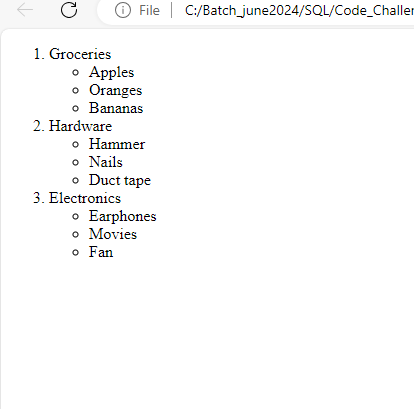 File C:/Batch_june2024/SQL/Code_Challen
1. Groceries
Apples
Oranges
Bananas
2. Hardware
Hammer
Nails
Duct tape
3. Electronics
Earphones
Movies
Fan